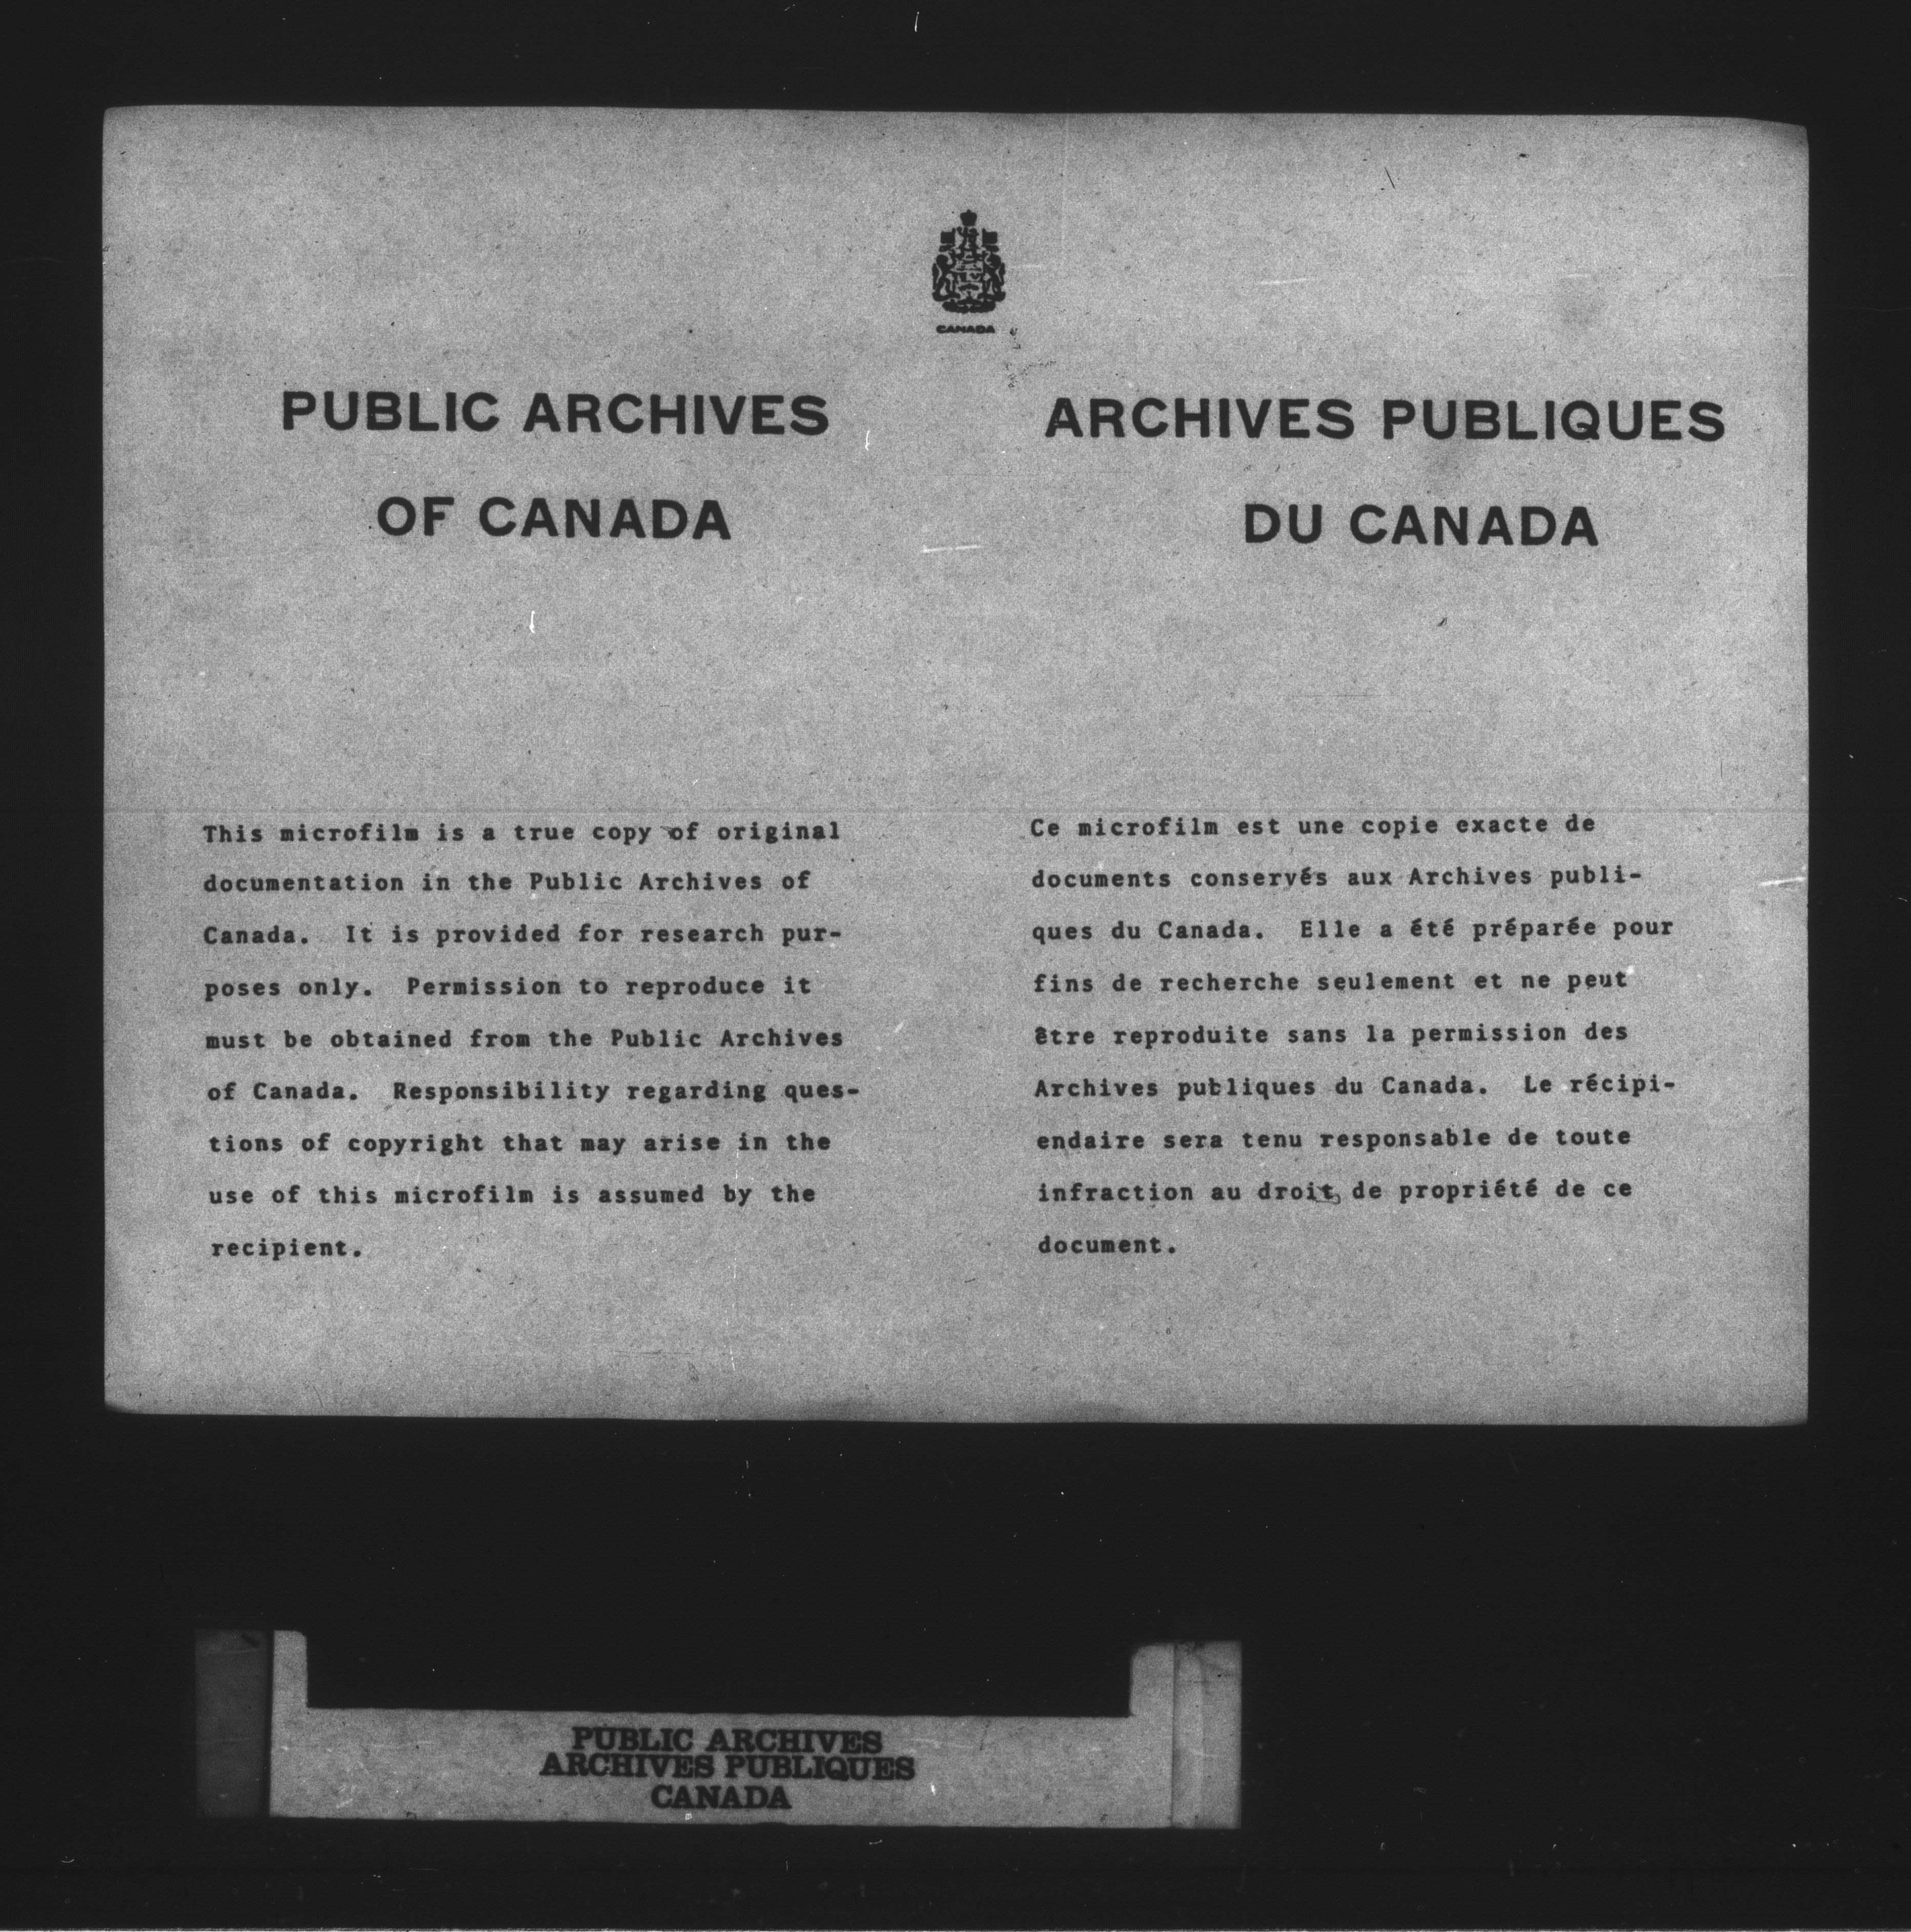 CANADA
PUBLIC ARCHIVES
OF CANADA
This microfilm is a true copy of original
documentation in the Public Archives of
Canada. It is provided for research pur-
poses only. Permission to reproduce it
must be obtained from the Public Archives
of Canada. Responsibility regarding ques-
tions of copyright that may arise in the
use of this microfilm is assumed by the
recipient.
ARCHIVES PUBLIQUES
DU CANADA
Ce microfilm est une copie exacte de
documents conservés aux Archives publi-
ques du Canada. Elle a été préparée pour
fins de recherche seulement et ne peut
être reproduite sans la permission des
Archives publiques du Canada. Le récipi-
endaire sera tenu responsable de toute
infraction au droit de propriété de ce
document.
PUBLIC ARCHIVES
ARCHIVES PUBLIQUES
CANADA